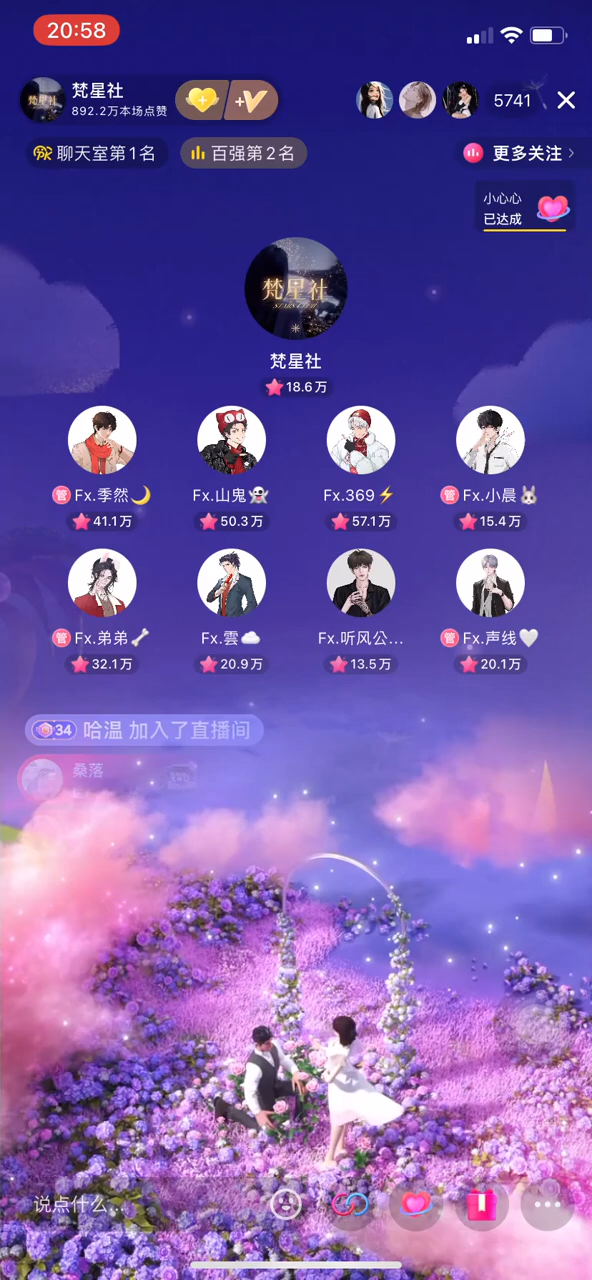 20:58
梵星社
892.2万本场点赞
5741
聊天室第1名
百强第2名
更多关注
小心心
已达成
梵星社
梵星社
18.6万
管 Fx.季然🌙
Fx.山鬼👻
Fx.369⚡
管 Fx.小晨🐰
41.1万
50.3万
57.1万
15.4万
管 Fx.弟弟🦴
Fx.雲☁️
Fx.听风公...
管 Fx.声线🤍
32.1万
20.9万
13.5万
20.1万
34 哈温 加入了直播间
桑落
说点什么...